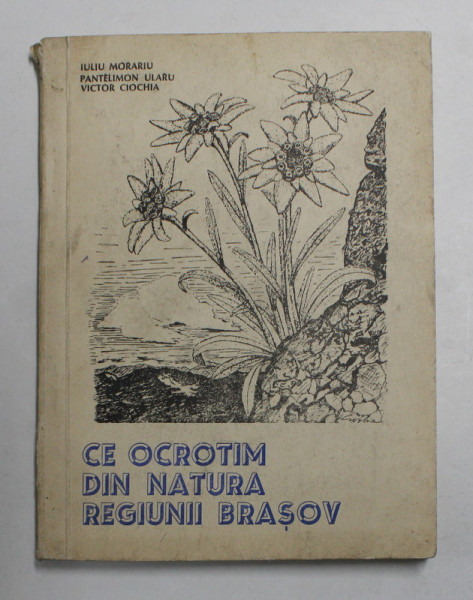 IULIU MORARIU
PANTELIMON ULARU
VICTOR CIOCHIA
CE OCROTIM
DIN NATURA
REGIUNII BRAȘOV